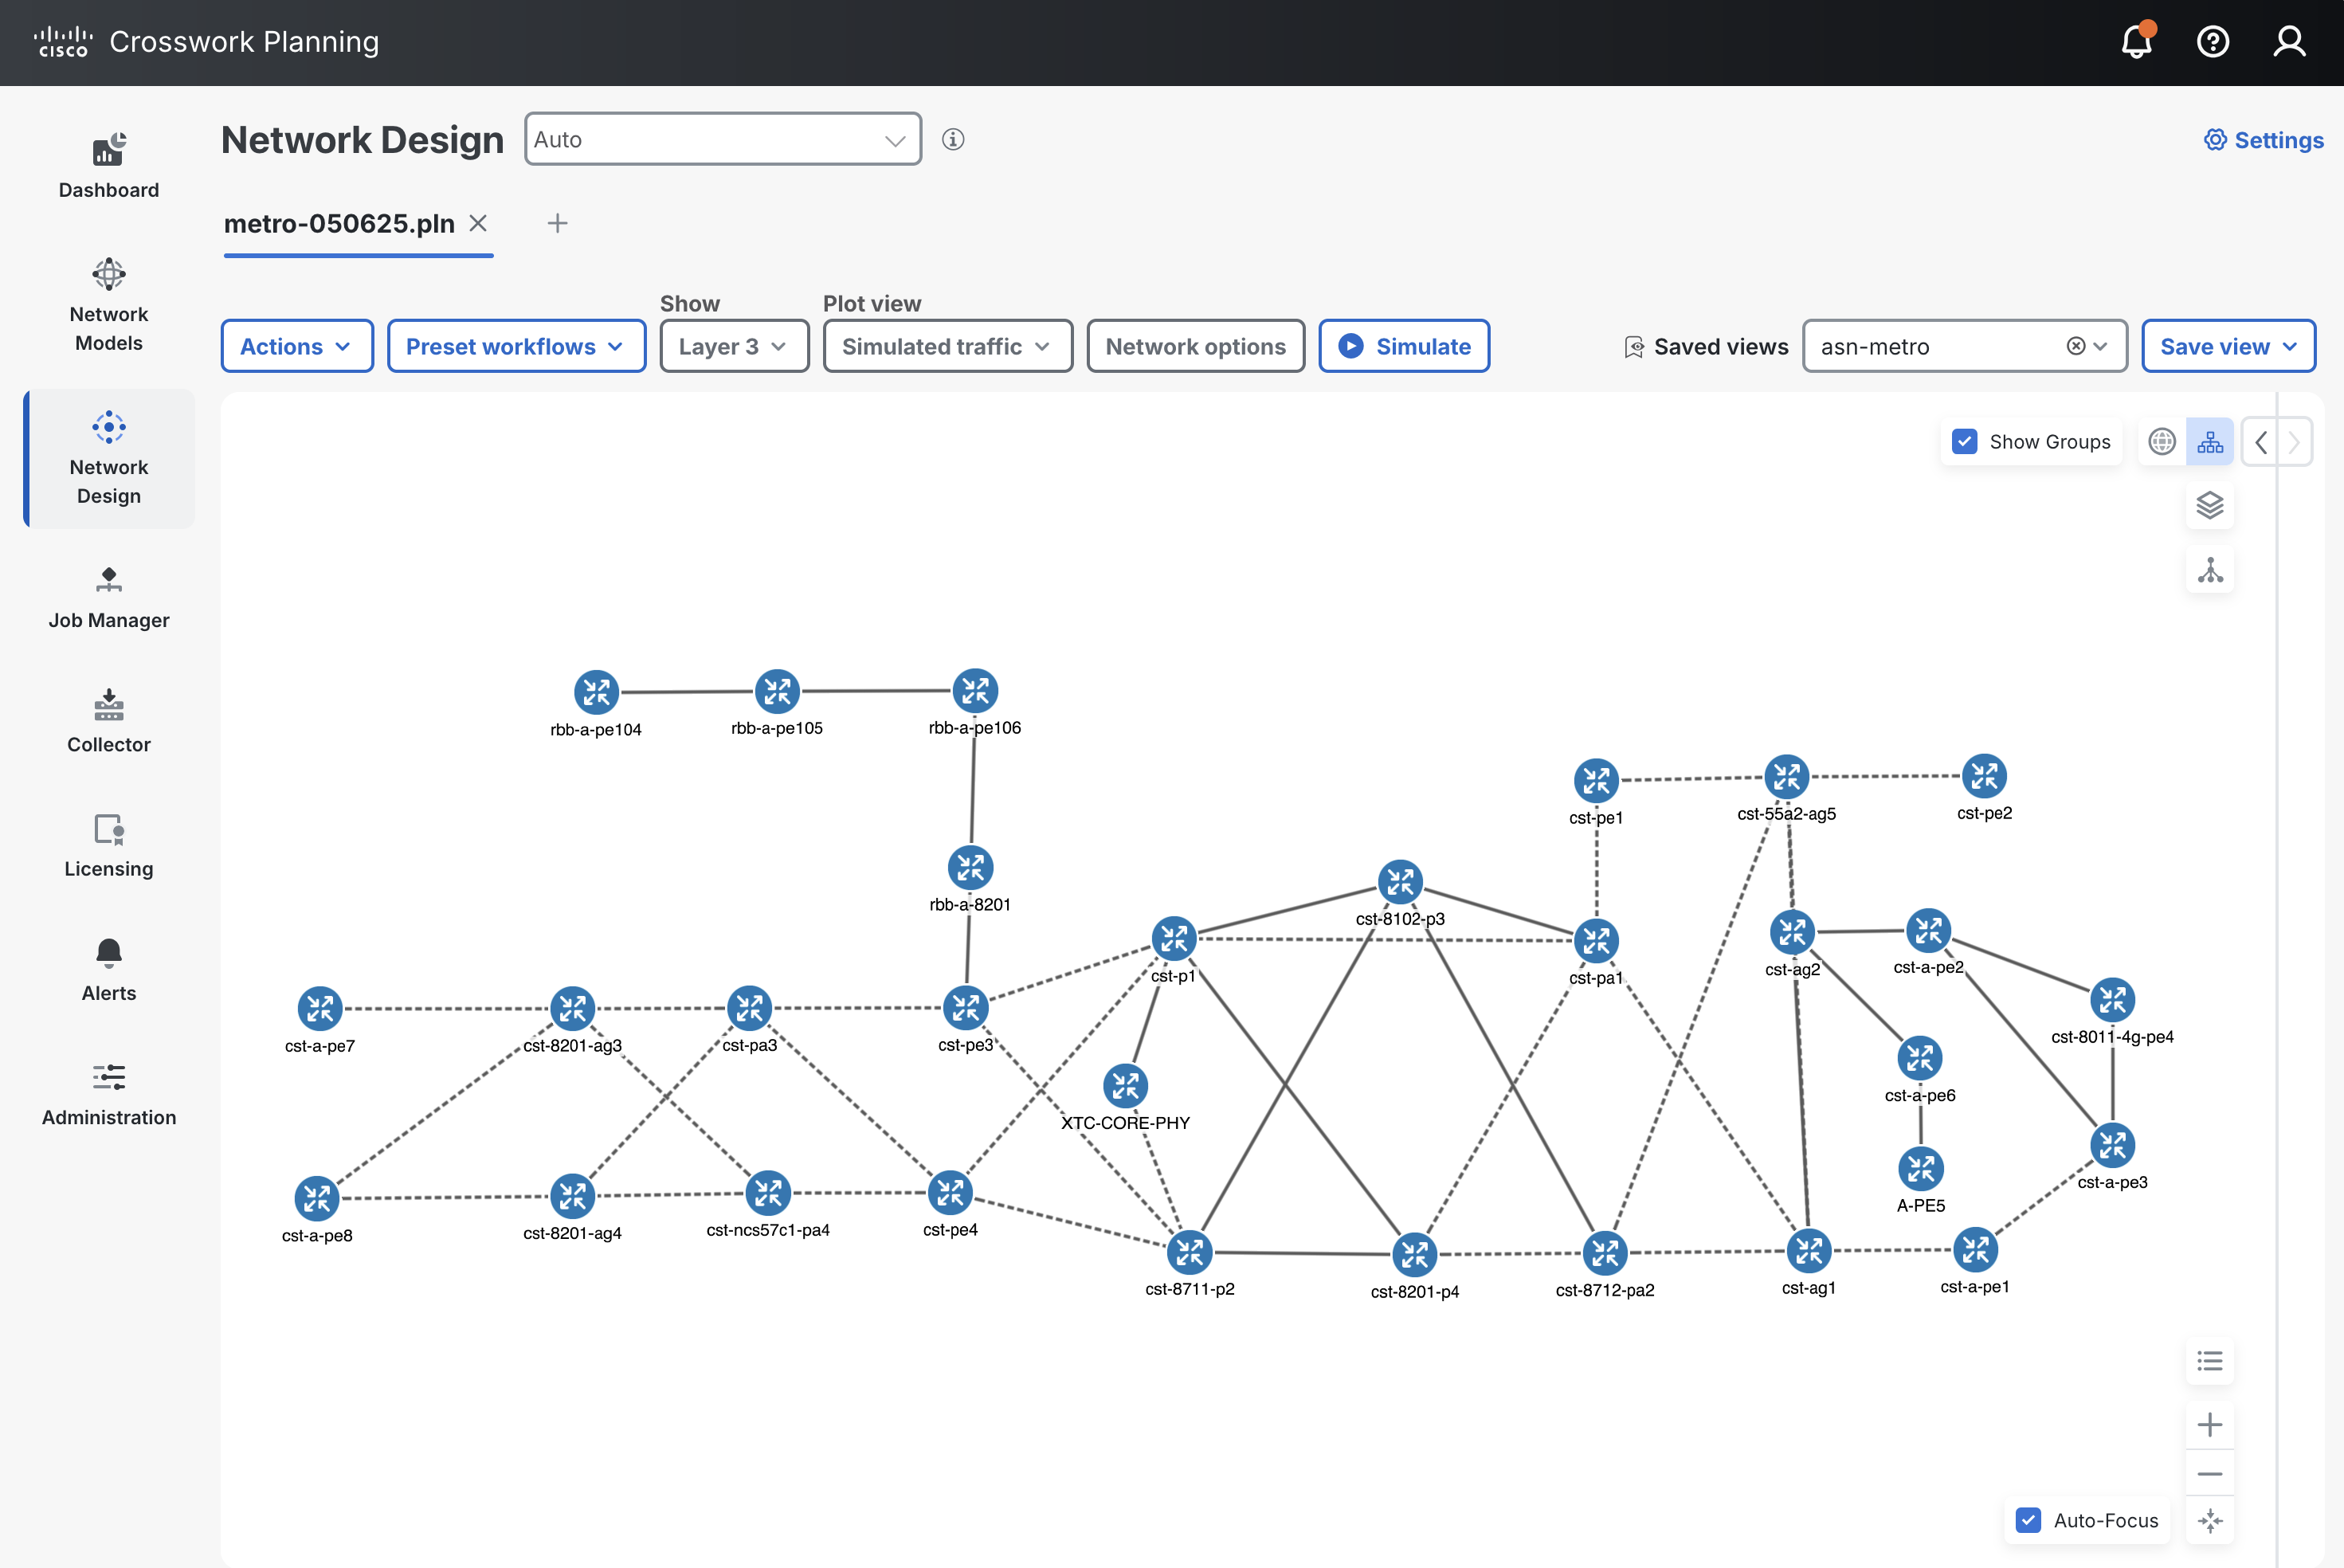 CISCO Crosswork Planning
Dashboard
Network
Models
Network
Design
Job Manager
Collector
Licensing
Alerts
Administration
Network Design Auto Settings
metro-050625.pln
Show Plot view
Actions Preset workflows Layer 3 Simulated traffic Network options Simulate Saved views asn-metro Save view
Show Groups
rbb-a-pe104 rbb-a-pe105 rbb-a-pe106
cst-pe1 cst-55a2-ag5 cst-pe2
rbb-a-8201
cst-8102-p3
cst-p1 cst-pa1 cst-ag2 cst-a-pe2
cst-a-pe7 cst-8201-ag3 cst-pa3 cst-pe3 cst-8011-4g-pe4
XTC-CORE-PHY cst-a-pe6
A-PE5 cst-a-pe3
cst-a-pe8 cst-8201-ag4 cst-ncs57c1-pa4 cst-pe4
cst-8711-p2 cst-8201-p4 cst-8712-pa2 cst-ag1 cst-a-pe1
Auto-Focus